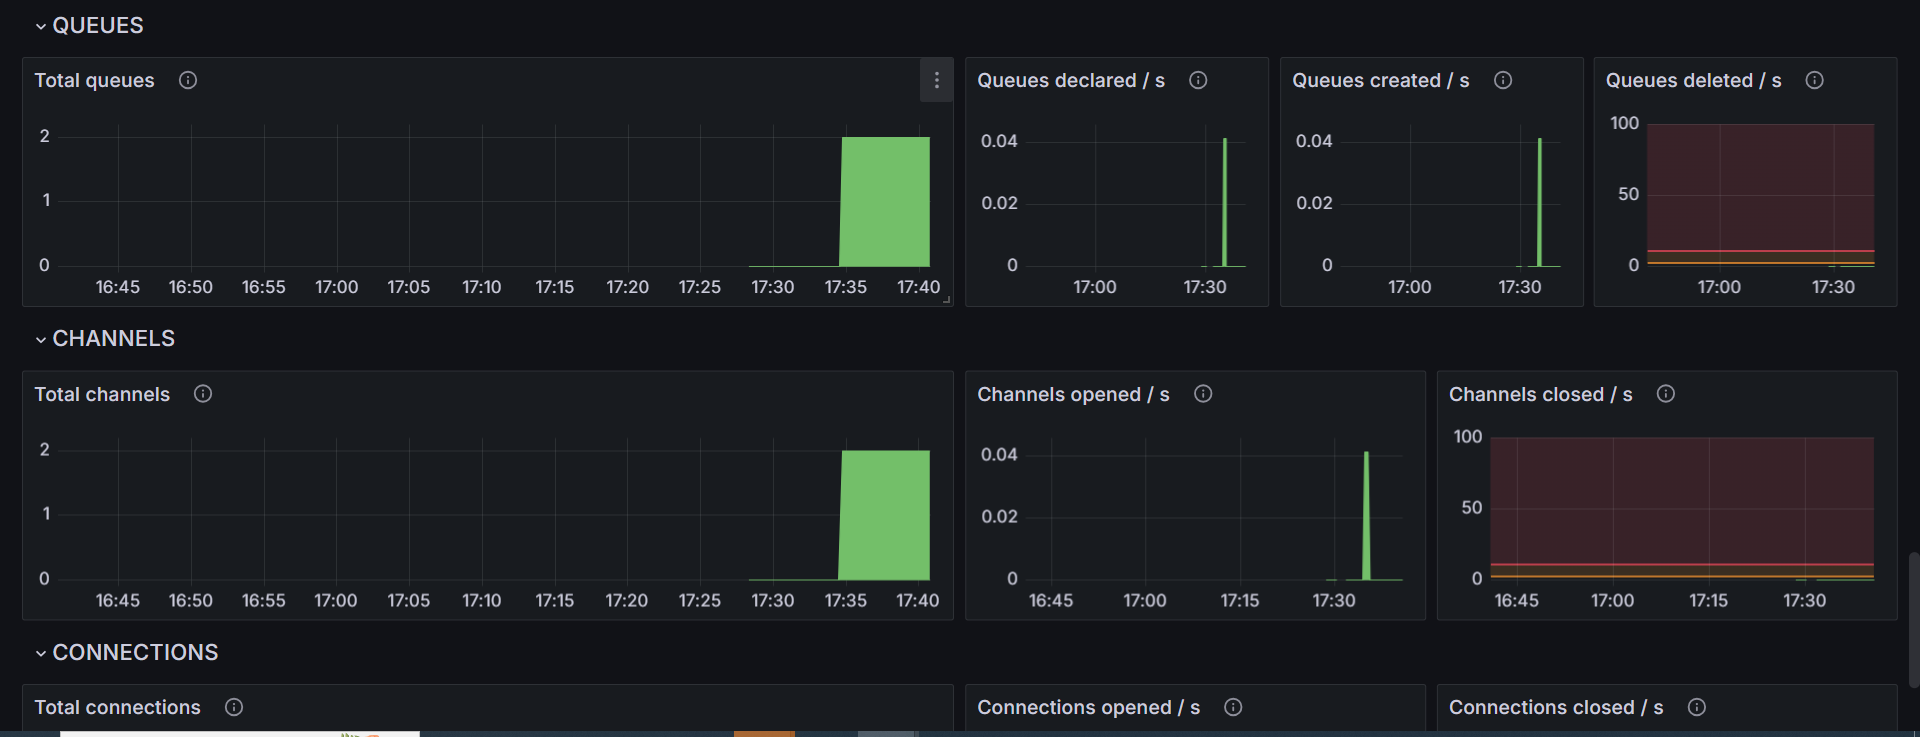 QUEUES
Total queues
2
1
0
16:45 16:50 16:55 17:00 17:05 17:10 17:15 17:20 17:25 17:30 17:35 17:40
Queues declared / s
0.04
0.02
0
17:00 17:30
Queues created / s
0.04
0.02
0
17:00 17:30
Queues deleted / s
100
50
0
17:00 17:30
CHANNELS
Total channels
2
1
0
16:45 16:50 16:55 17:00 17:05 17:10 17:15 17:20 17:25 17:30 17:35 17:40
Channels opened / s
0.04
0.02
0
16:45 17:00 17:15 17:30
Channels closed / s
100
50
0
16:45 17:00 17:15 17:30
CONNECTIONS
Total connections
Connections opened / s
Connections closed / s